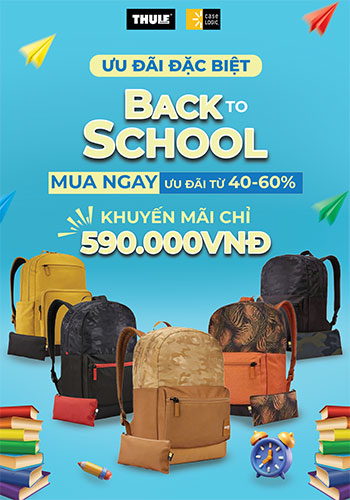 THULE
case
LOGIC
ƯU ĐÃI ĐẶC BIỆT
BACK TO
SCHOOL
MUA NGAY ƯU ĐÃI TỪ 40-60%
KHUYẾN MÃI CHỈ
590.000VNĐ